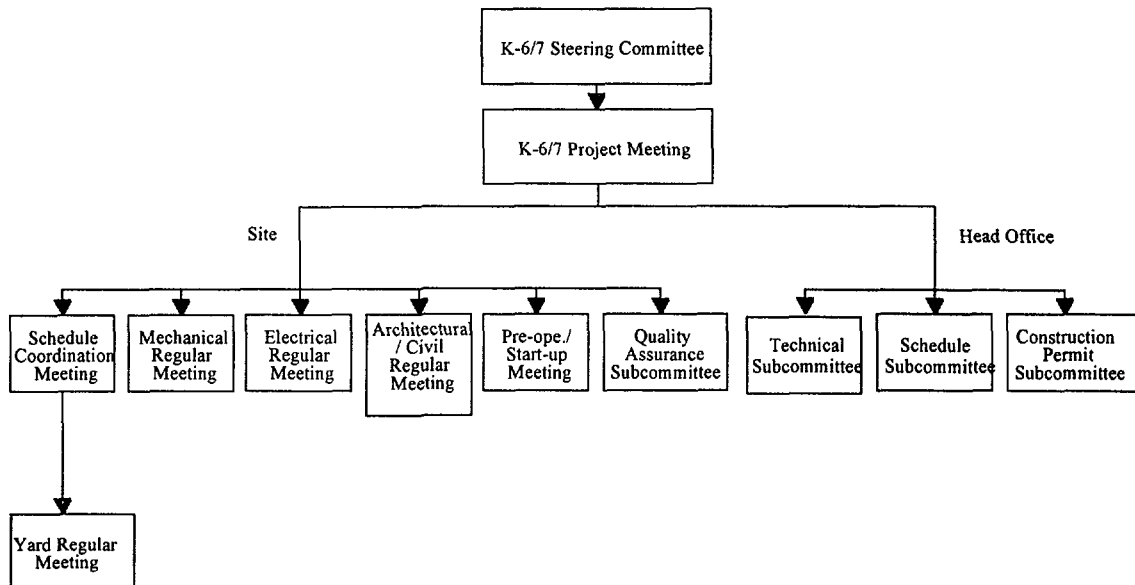 K-6/7 Steering Committee
K-6/7 Project Meeting
Site
Head Office
Schedule
Coordination
Meeting
Mechanical
Regular
Meeting
Electrical
Regular
Meeting
Architectural
/ Civil
Regular
Meeting
Pre-ope./
Start-up
Meeting
Quality
Assurance
Subcommittee
Technical
Subcommittee
Schedule
Subcommittee
Construction
Permit
Subcommittee
Yard Regular
Meeting